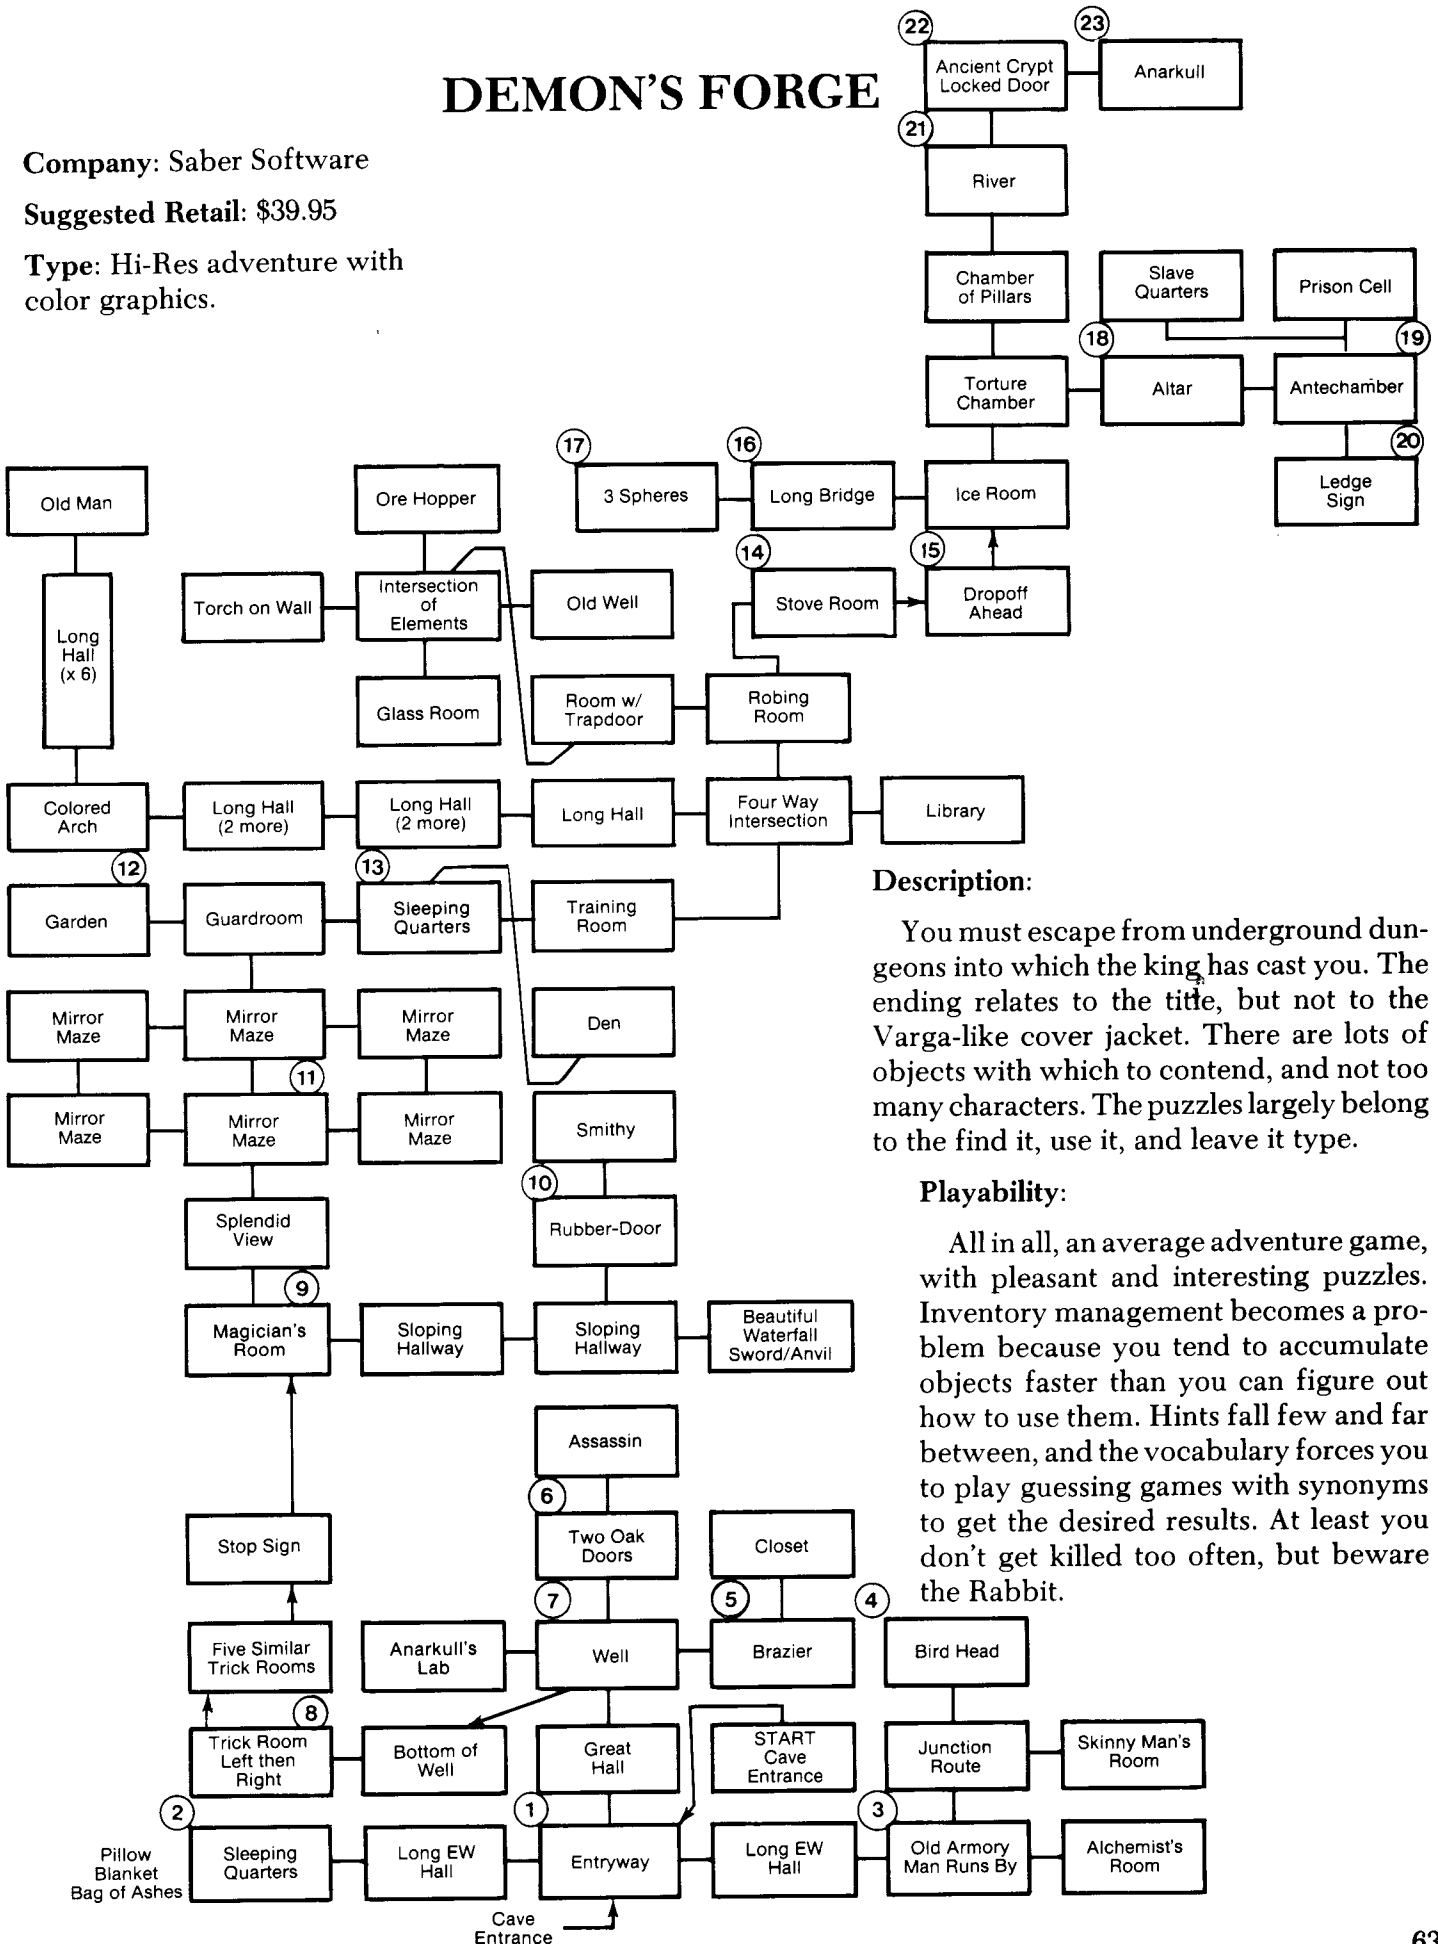 DEMON'S FORGE
Company: Saber Software
Suggested Retail: $39.95
Type: Hi-Res adventure with
color graphics.
22
Ancient Crypt
Locked Door
23
Anarkull
21
River
Chamber
of Pillars
Slave
Quarters
Prison Cell
Torture
Chamber
18
Altar
19
Antechamber
20
Ledge
Sign
17
3 Spheres
16
Long Bridge
Ice Room
14
Stove Room
15
Dropoff
Ahead
Old Man
Ore Hopper
Long
Hall
(x 6)
Torch on Wall
Intersection
of
Elements
Old Well
Glass Room
Room w/
Trapdoor
Robing
Room
Colored
Arch
Long Hall
(2 more)
Long Hall
(2 more)
Long Hall
Four Way
Intersection
Library
12
Garden
Guardroom
13
Sleeping
Quarters
Training
Room
Mirror
Maze
Mirror
Maze
Mirror
Maze
Den
Mirror
Maze
11
Mirror
Maze
Mirror
Maze
Smithy
Splendid
View
10
Rubber-Door
9
Magician's
Room
Sloping
Hallway
Sloping
Hallway
Beautiful
Waterfall
Sword/Anvil
Assassin
Stop Sign
6
Two Oak
Doors
Closet
Five Similar
Trick Rooms
Anarkull's
Lab
7
Well
5
Brazier
4
Bird Head
8
Trick Room
Left then
Right
Bottom of
Well
Great
Hall
START
Cave
Entrance
Junction
Route
Skinny Man's
Room
2
Pillow
Blanket
Bag of Ashes
Sleeping
Quarters
Long EW
Hall
1
Entryway
Long EW
Hall
3
Old Armory
Man Runs By
Alchemist's
Room
Cave
Entrance
Description:
You must escape from underground dun-
geons into which the king has cast you. The
ending relates to the title, but not to the
Varga-like cover jacket. There are lots of
objects with which to contend, and not too
many characters. The puzzles largely belong
to the find it, use it, and leave it type.
Playability:
All in all, an average adventure game,
with pleasant and interesting puzzles.
Inventory management becomes a pro-
blem because you tend to accumulate
objects faster than you can figure out
how to use them. Hints fall few and far
between, and the vocabulary forces you
to play guessing games with synonyms
to get the desired results. At least you
don't get killed too often, but beware
the Rabbit.
63